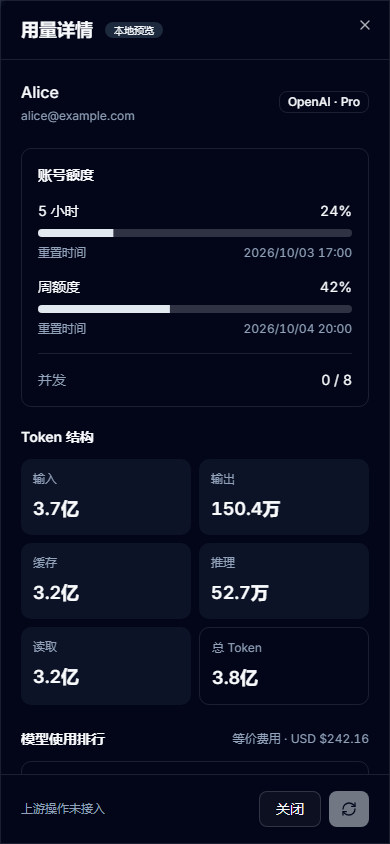 用量详情 本地预览
Alice
alice@example.com
OpenAI · Pro
账号额度
5 小时 24%
重置时间 2026/10/03 17:00
周额度 42%
重置时间 2026/10/04 20:00
并发 0 / 8
Token 结构
输入 输出
3.7亿 150.4万
缓存 推理
3.2亿 52.7万
读取 总 Token
3.2亿 3.8亿
模型使用排行 等价费用 · USD $242.16
上游操作未接入 关闭